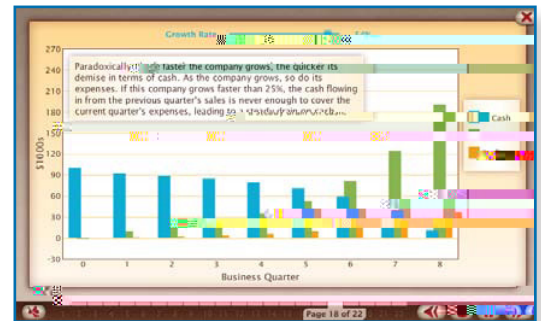 Growth Rate
270
Paradoxically faster the company grows, the quicker its
240
demise in terms of cash. As the company grows, so do its
210
expenses. If this company grows faster than 25%, the cash flowing
180
in from the previous quarter's sales is never enough to cover the
current quarter's expenses, leading to
Cash
150
120
90
60
30
0
-30
$1000s
0 1 2 3 4 5 6 7 8
Business Quarter
Page 18 of 22